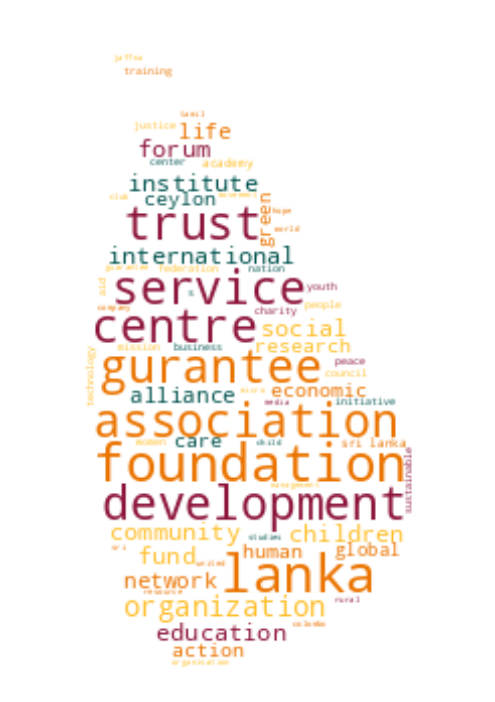 jaffna
training
tamil
justice life
forum
center academy
institute
club ceylon movement
trust green hope
world
international
guarantee federation nation
aid service youth
s
company centre charity people
social
mission business research
technology gurantee peace
council
alliance micro economic
media initiative
association
women care child sri lanka
foundation sustainable
management
development
community studies children
sri fund human global
united lanka
network
resource
organization rural
colombo
education
action
organisation